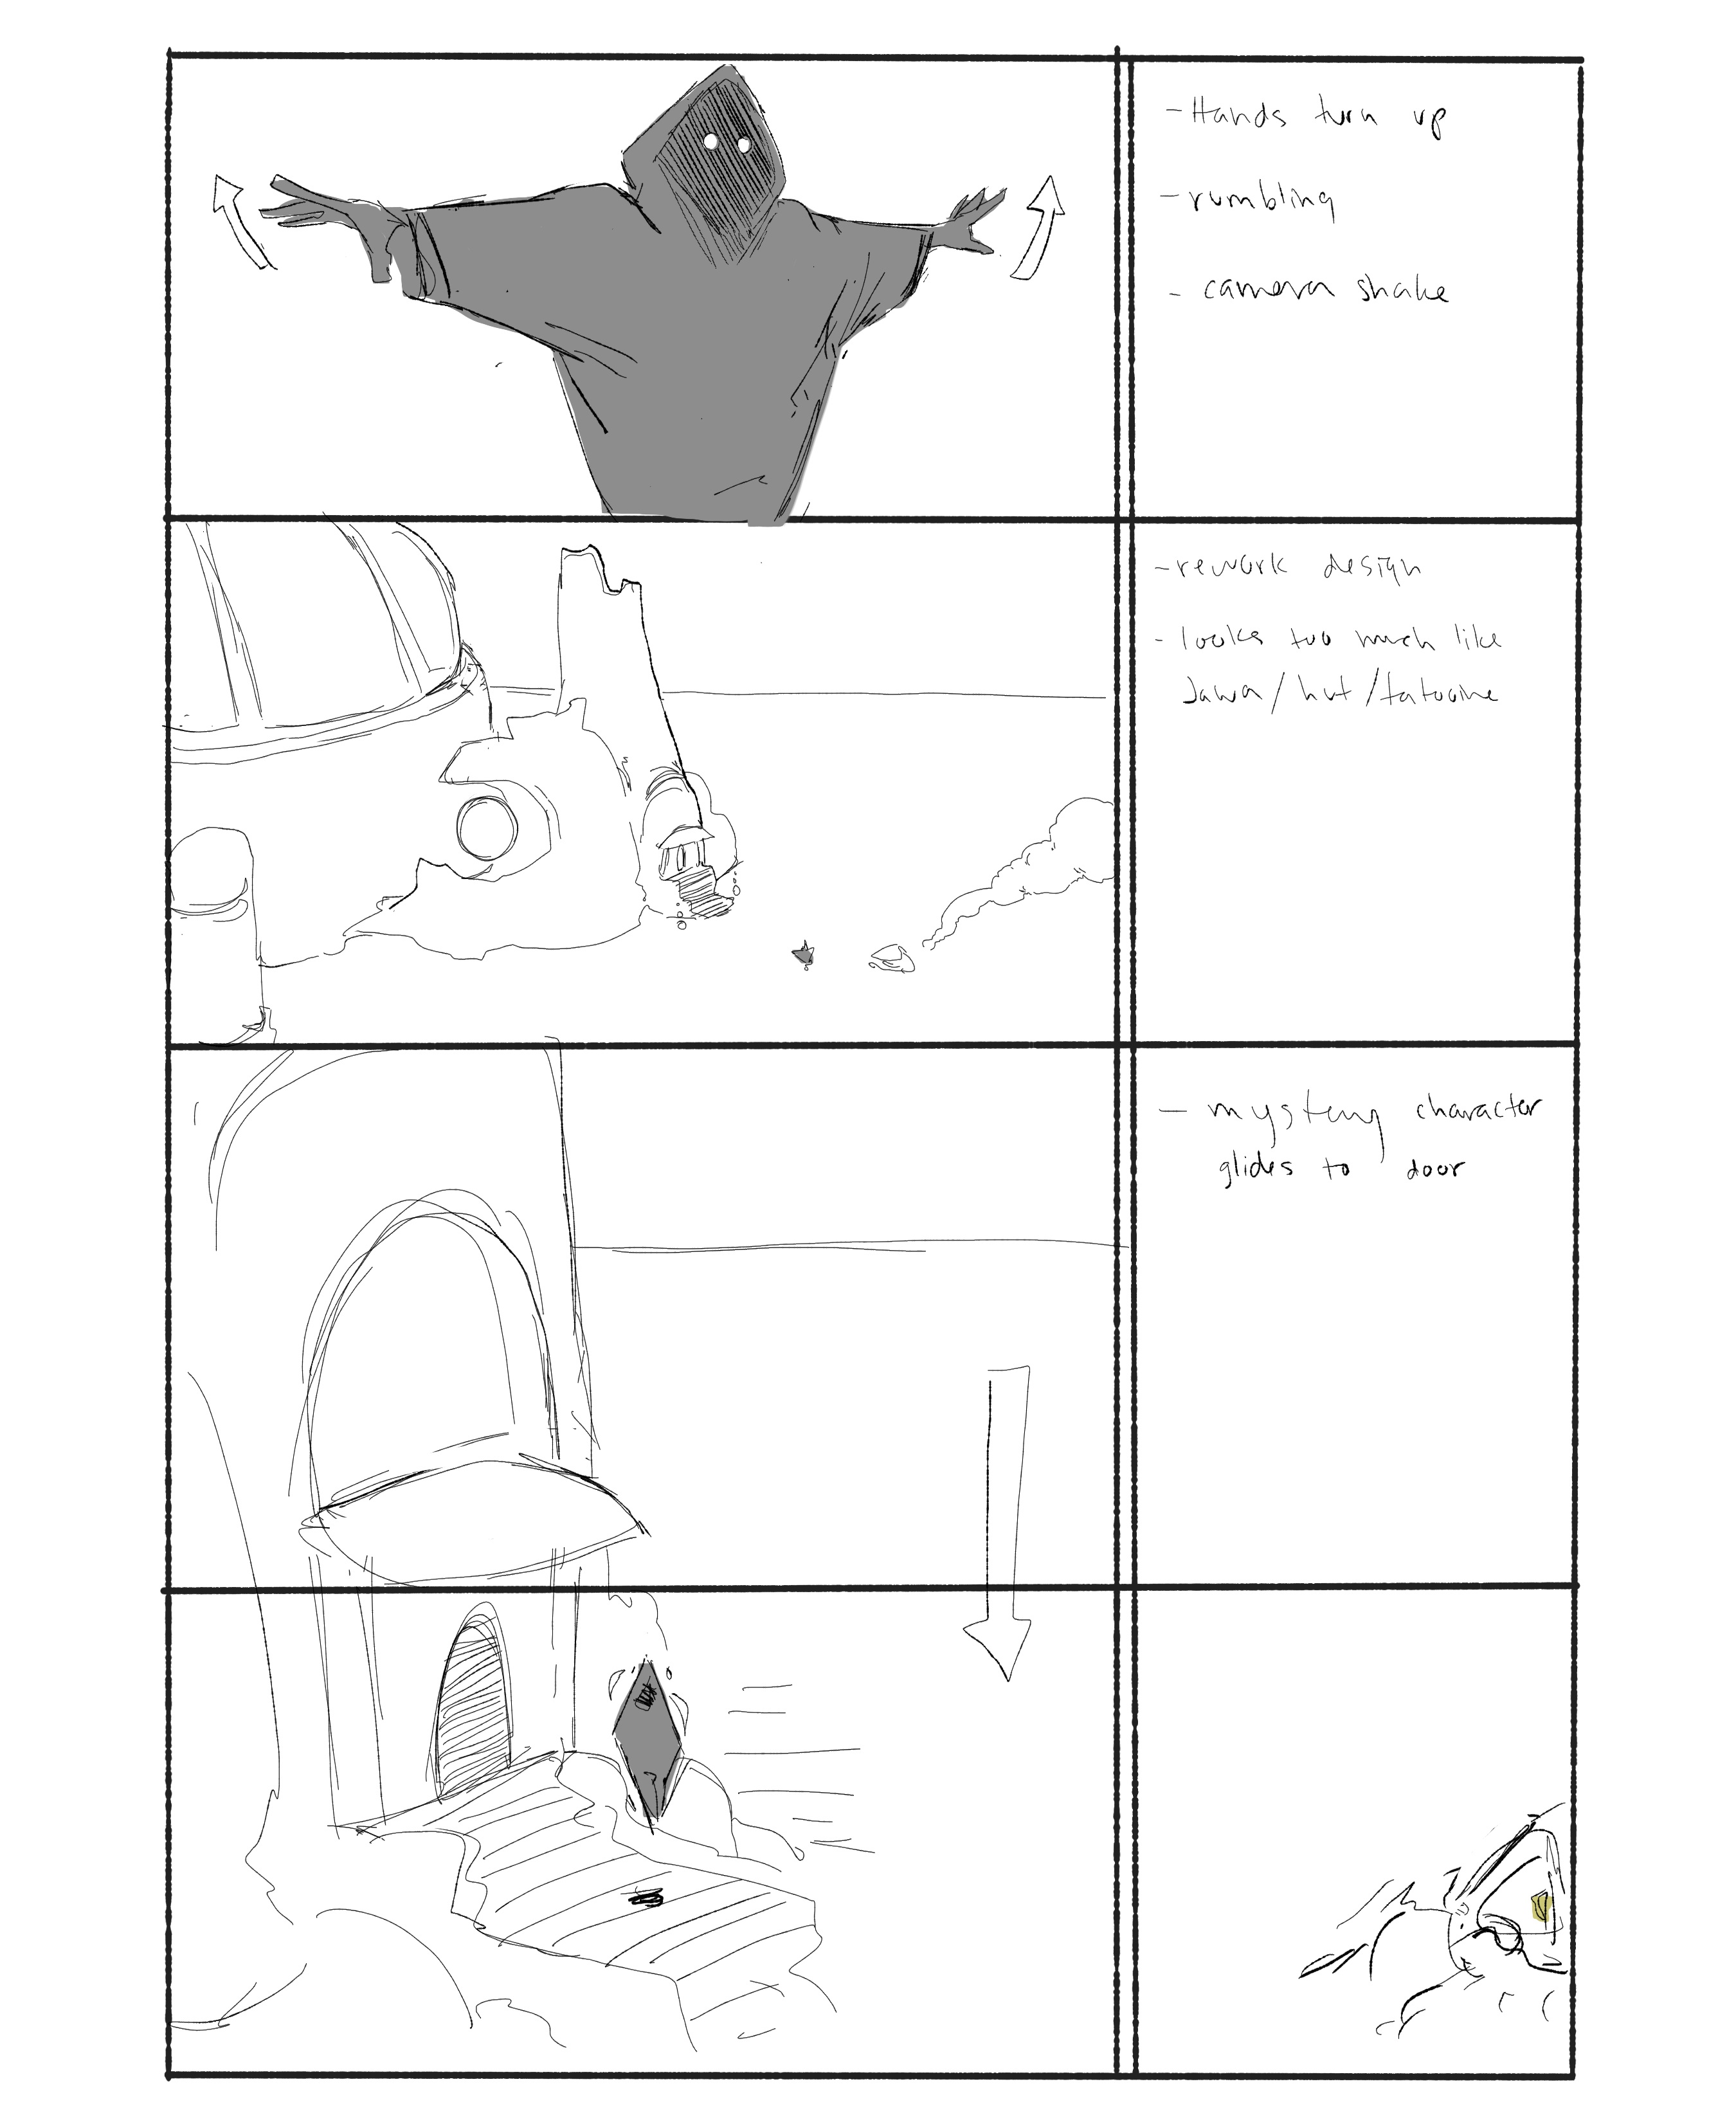 - Hands turn up
- rumbling
- camera shake
- rework design
- looks too much like
Jawa / hut / tatooine
- mystery character
glides to door